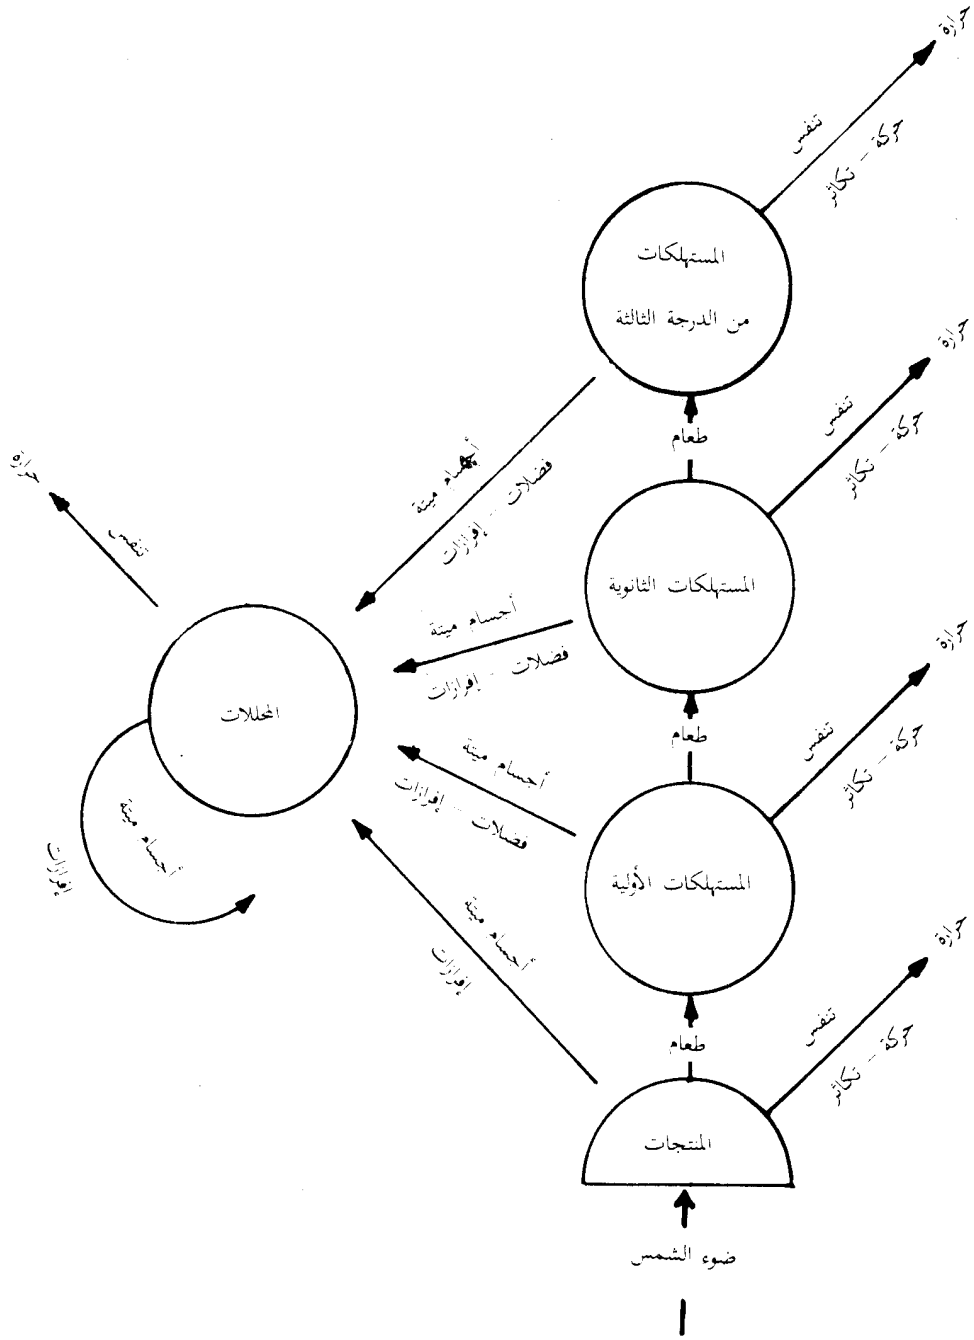 حرارة
تنفس
حركة - تكاثر
المستهلكات
من الدرجة الثالثة
حرارة
تنفس
حركة - تكاثر
طعام
أجسام ميتة
فضلات - إفرازات
حرارة
تنفس
المستهلكات الثانوية
أجسام ميتة
فضلات - إفرازات
حرارة
تنفس
حركة - تكاثر
المحللات
طعام
أجسام ميتة
فضلات - إفرازات
أجسام ميتة
إفرازات
المستهلكات الأولية
أجسام ميتة
إفرازات
حرارة
تنفس
حركة - تكاثر
طعام
المنتجات
ضوء الشمس